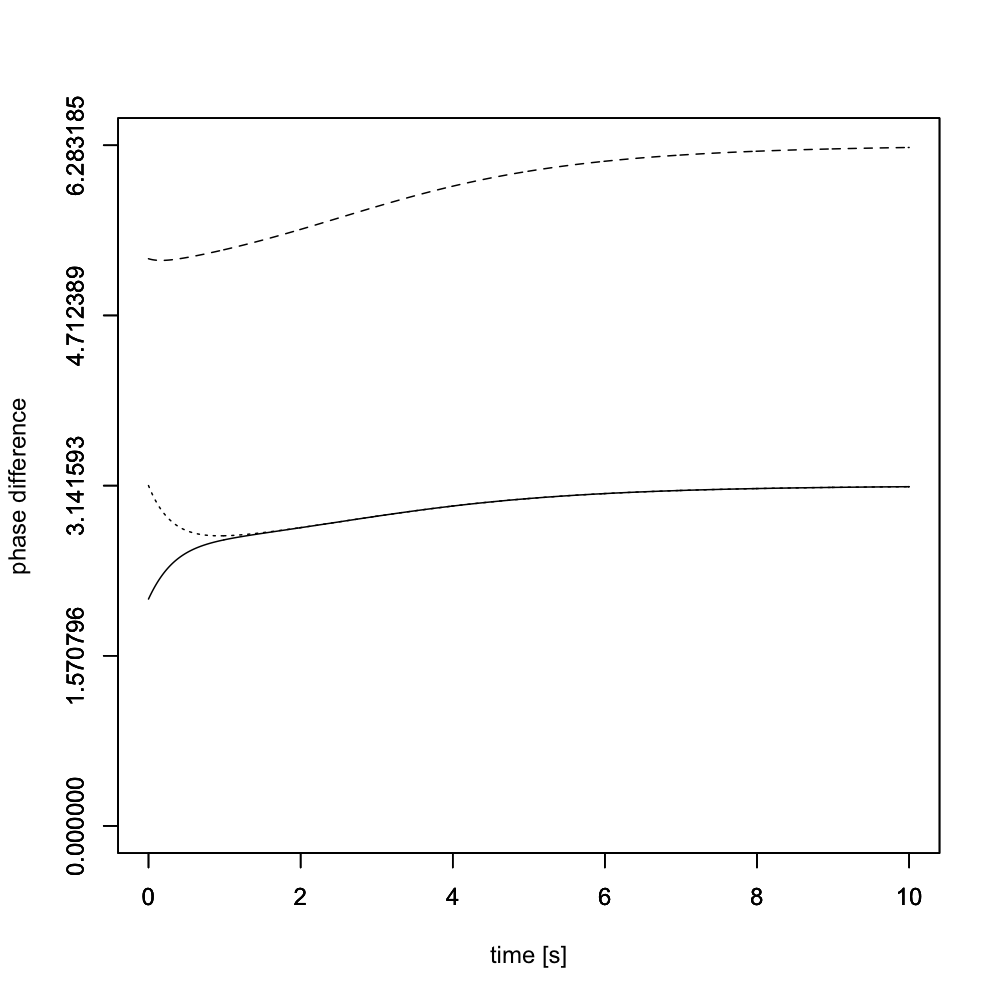 6.283185
4.712389
3.141593
1.570796
0.000000
phase difference
0 2 4 6 8 10
time [s]